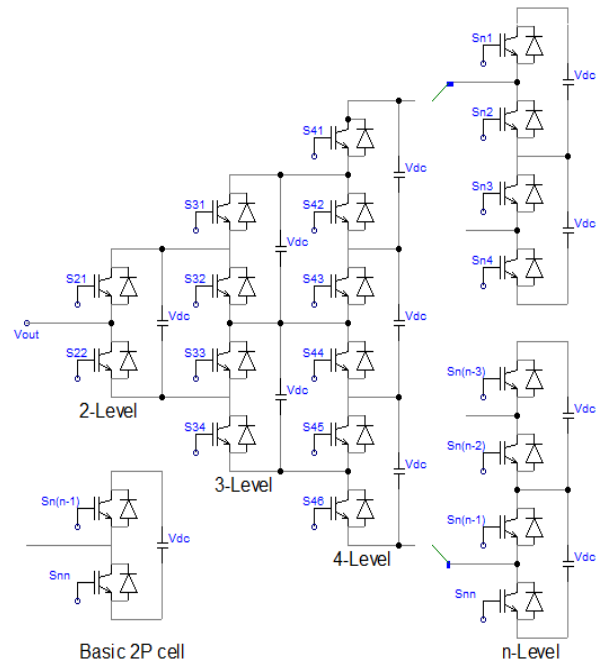 Sn1
Vdc
Sn2
S41
Vdc
Sn3
S31
S42
Vdc
Vdc
Sn4
S21
S32
S43
Vdc
Vdc
Vout
S22
S33
S44
Sn(n-3)
Vdc
Vdc
2-Level
S34
S45
Sn(n-2)
Vdc
3-Level
Sn(n-1)
S46
Sn(n-1)
Vdc
Vdc
4-Level
Snn
Snn
Basic 2P cell
n-Level